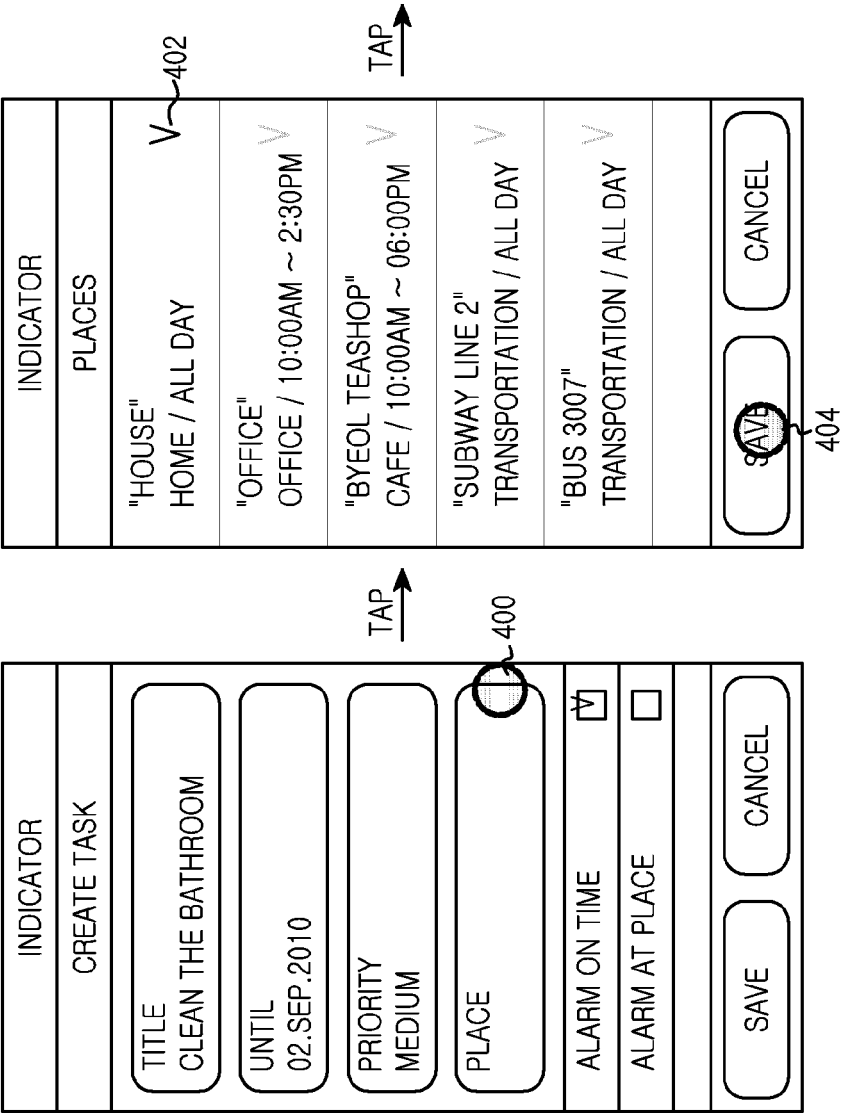 INDICATOR
CREATE TASK
TITLE
CLEAN THE BATHROOM
UNTIL
02.SEP.2010
PRIORITY
MEDIUM
PLACE
400
ALARM ON TIME V
ALARM AT PLACE
SAVE CANCEL
TAP
INDICATOR
PLACES
"HOUSE"
HOME / ALL DAY V
402
"OFFICE"
OFFICE / 10:00AM ~ 2:30PM V
"BYEOL TEASHOP"
CAFE / 10:00AM ~ 06:00PM V
"SUBWAY LINE 2"
TRANSPORTATION / ALL DAY V
"BUS 3007"
TRANSPORTATION / ALL DAY V
SAVE CANCEL
404
TAP